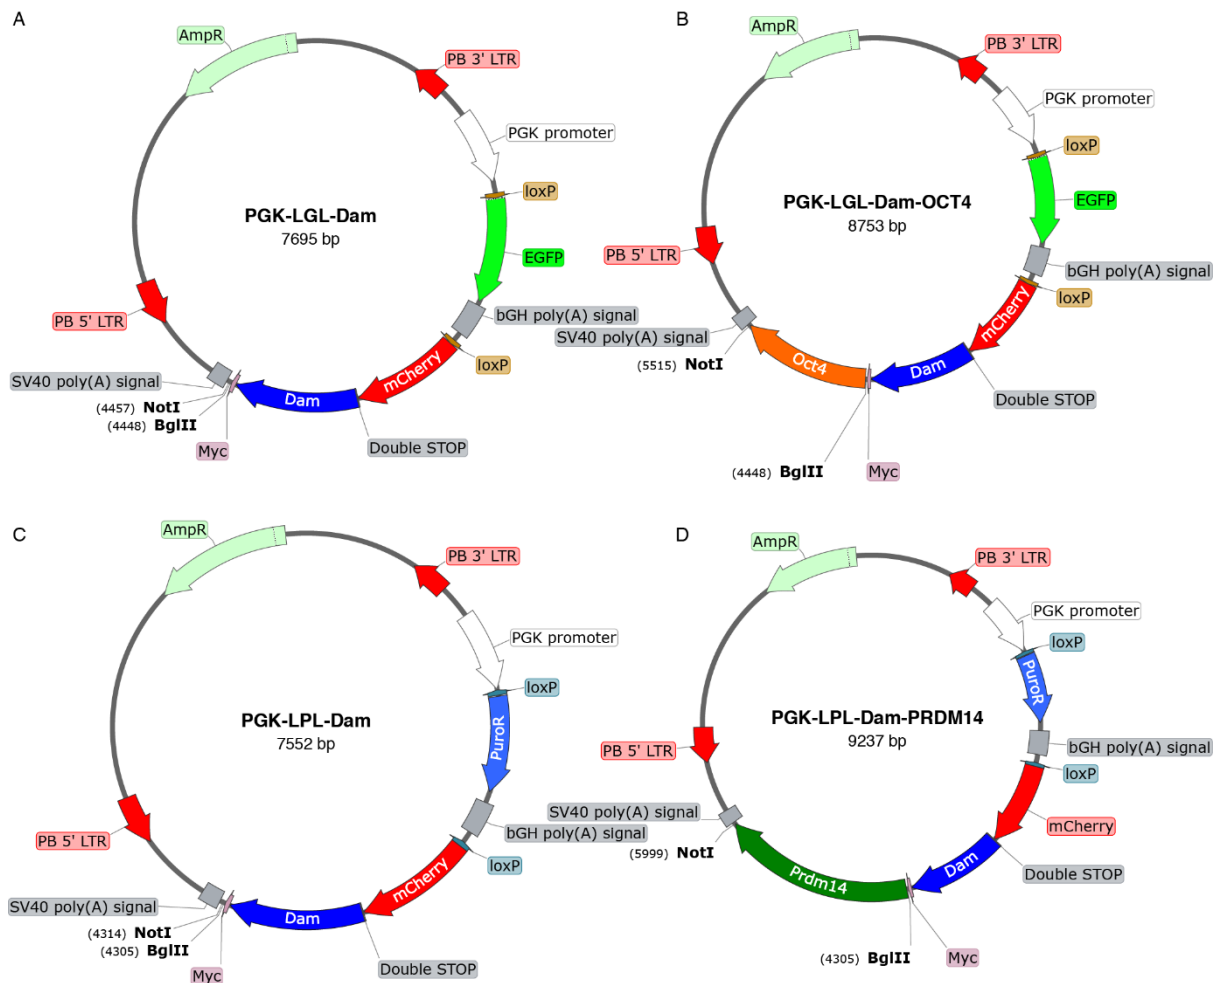 A
AmpR
PB 3' LTR
PGK promoter
loxP
PGK-LGL-Dam
7695 bp
EGFP
bGH poly(A) signal
loxP
mCherry
Double STOP
Dam
Myc
(4448) BglII
(4457) NotI
SV40 poly(A) signal
PB 5' LTR
B
AmpR
PB 3' LTR
PGK promoter
loxP
PGK-LGL-Dam-OCT4
8753 bp
EGFP
bGH poly(A) signal
loxP
mCherry
Double STOP
Dam
Myc
(4448) BglII
Oct4
(5515) NotI
SV40 poly(A) signal
PB 5' LTR
C
AmpR
PB 3' LTR
PGK promoter
loxP
PGK-LPL-Dam
7552 bp
PuroR
bGH poly(A) signal
loxP
mCherry
Double STOP
Dam
Myc
(4305) BglII
(4314) NotI
SV40 poly(A) signal
PB 5' LTR
D
AmpR
PB 3' LTR
PGK promoter
loxP
PGK-LPL-Dam-PRDM14
9237 bp
PuroR
bGH poly(A) signal
loxP
mCherry
Double STOP
Dam
Myc
(4305) BglII
Prdm14
(5999) NotI
SV40 poly(A) signal
PB 5' LTR